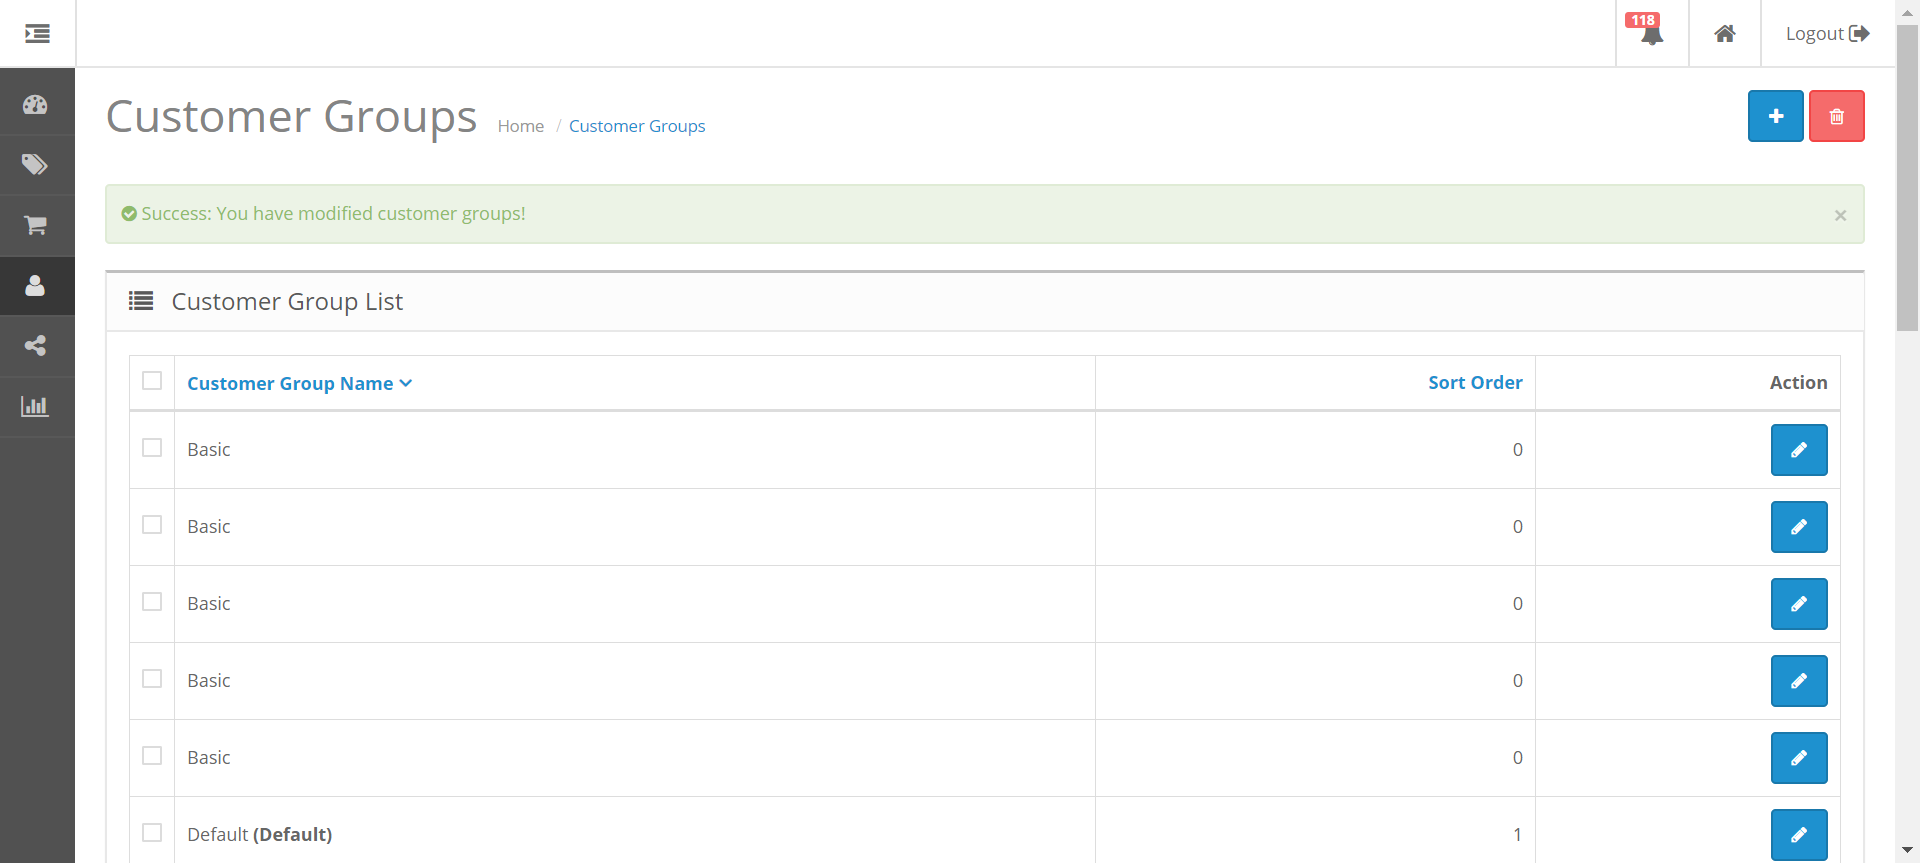 118
Logout
Customer Groups
Home / Customer Groups
Success: You have modified customer groups!
×
Customer Group List
Customer Group Name Sort Order Action
Basic 0
Basic 0
Basic 0
Basic 0
Basic 0
Default (Default) 1